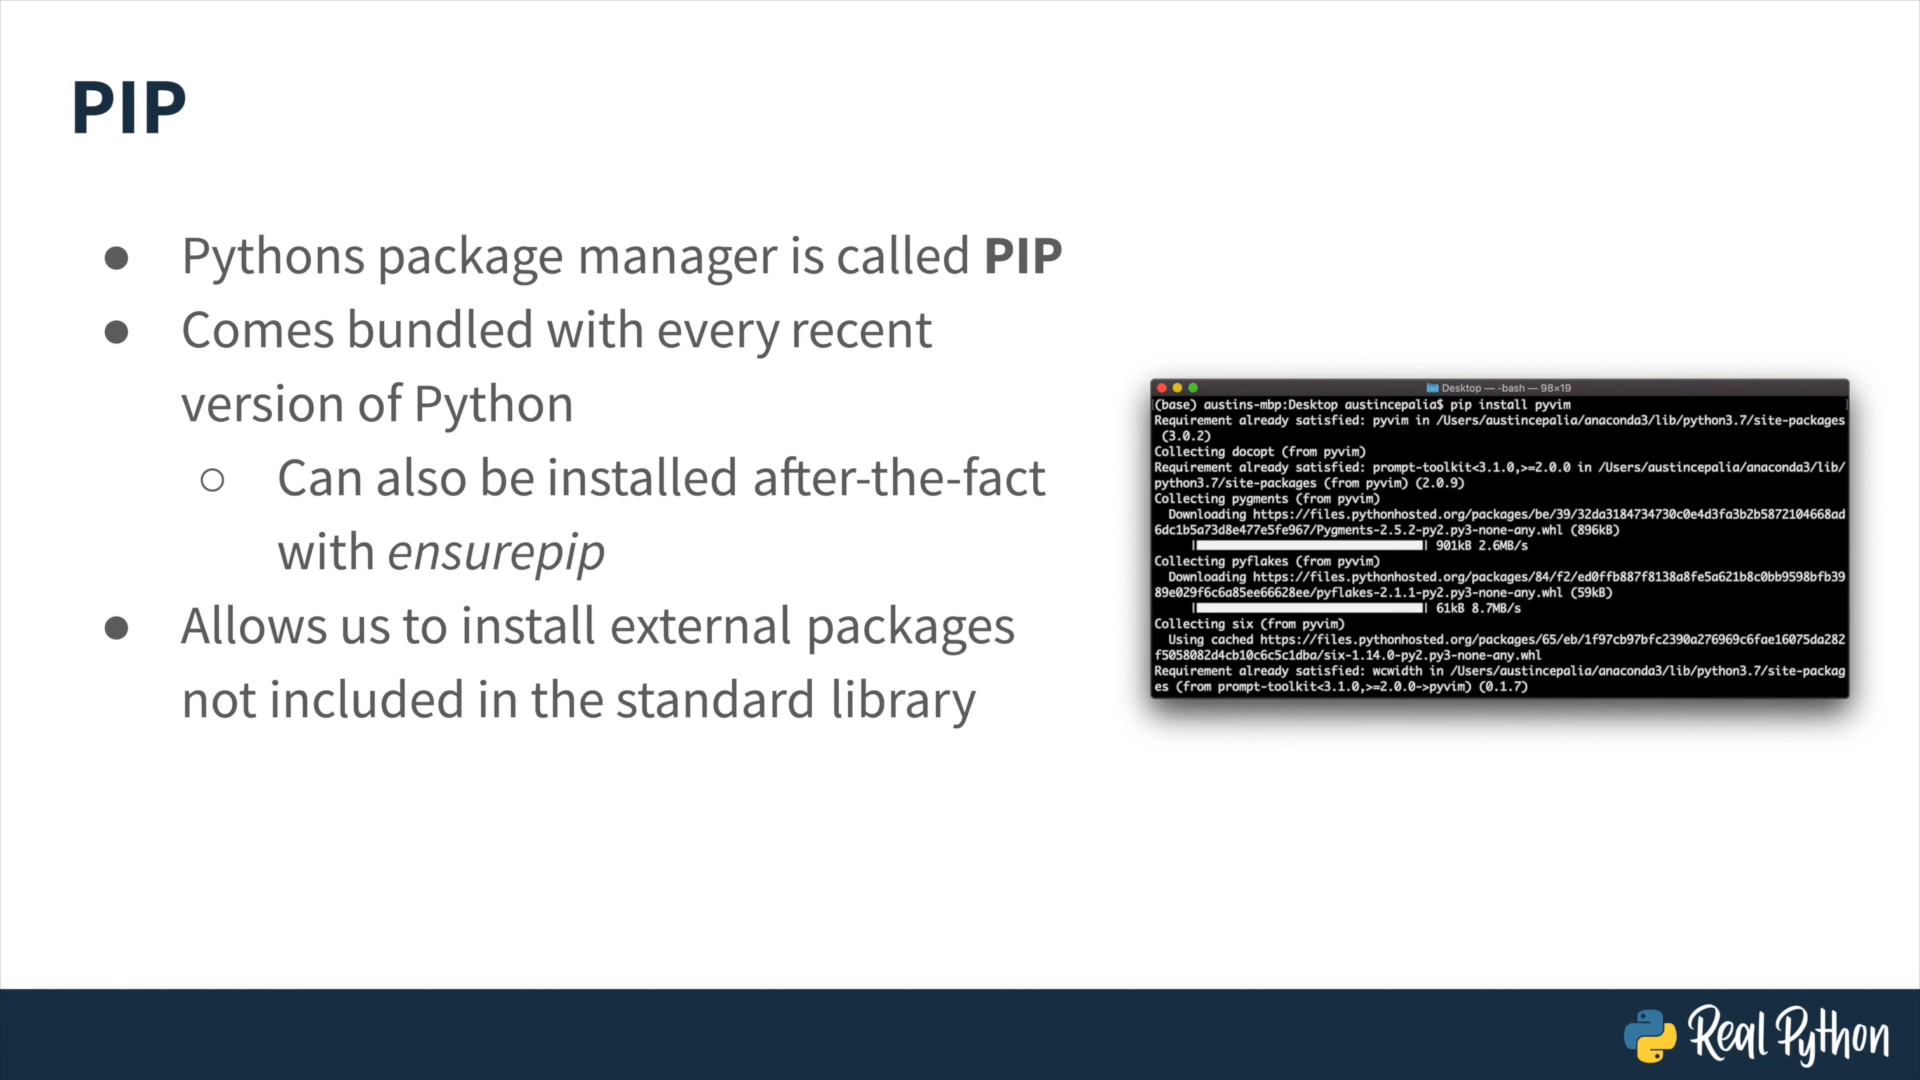 PIP
● Pythons package manager is called PIP
● Comes bundled with every recent
version of Python
○ Can also be installed after-the-fact
with ensurepip
● Allows us to install external packages
not included in the standard library
Desktop — -bash — 98×19
(base) austins-mbp:Desktop austincepalia$ pip install pyvim
Requirement already satisfied: pyvim in /Users/austincepalia/anaconda3/lib/python3.7/site-packages
(3.0.2)
Collecting docopt (from pyvim)
Requirement already satisfied: prompt-toolkit<3.1.0,>=2.0.0 in /Users/austincepalia/anaconda3/lib/
python3.7/site-packages (from pyvim) (2.0.9)
Collecting pygments (from pyvim)
Downloading https://files.pythonhosted.org/packages/be/39/32da3184734730c0e4d3fa3b2b5872104668ad
6dc1b5a73d8e477e5fe967/Pygments-2.5.2-py2.py3-none-any.whl (896kB)
| | 901kB 2.6MB/s
Collecting pyflakes (from pyvim)
Downloading https://files.pythonhosted.org/packages/84/f2/ed0ffb887f8138a8fe5a621b8c0bb9598bfb39
89e029f6c6a85ee66628ee/pyflakes-2.1.1-py2.py3-none-any.whl (59kB)
| | 61kB 8.7MB/s
Collecting six (from pyvim)
Using cached https://files.pythonhosted.org/packages/65/eb/1f97cb97bfc2390a276969c6fae16075da282
f5058082d4cb10c6c5c1dba/six-1.14.0-py2.py3-none-any.whl
Requirement already satisfied: wcwidth in /Users/austincepalia/anaconda3/lib/python3.7/site-packag
es (from prompt-toolkit<3.1.0,>=2.0.0->pyvim) (0.1.7)
Real Python